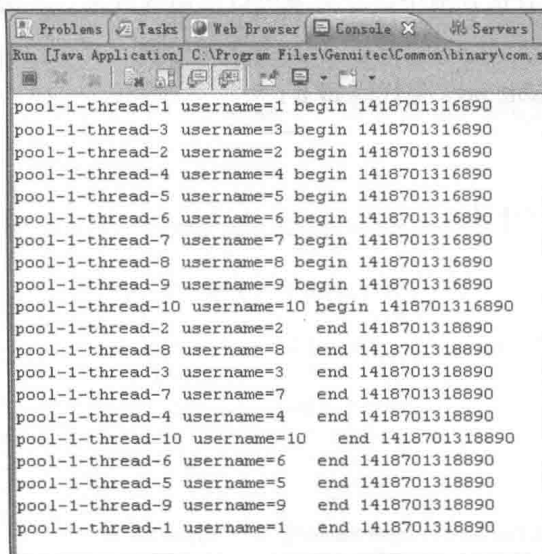 Problems Tasks Web Browser Console Servers
Run [Java Application] C:\Program Files\Genuitec\Common\binary\com.s
pool-1-thread-1 username=1 begin 1418701316890
pool-1-thread-3 username=3 begin 1418701316890
pool-1-thread-2 username=2 begin 1418701316890
pool-1-thread-4 username=4 begin 1418701316890
pool-1-thread-5 username=5 begin 1418701316890
pool-1-thread-6 username=6 begin 1418701316890
pool-1-thread-7 username=7 begin 1418701316890
pool-1-thread-8 username=8 begin 1418701316890
pool-1-thread-9 username=9 begin 1418701316890
pool-1-thread-10 username=10 begin 1418701316890
pool-1-thread-2 username=2   end 1418701318890
pool-1-thread-8 username=8   end 1418701318890
pool-1-thread-3 username=3   end 1418701318890
pool-1-thread-7 username=7   end 1418701318890
pool-1-thread-4 username=4   end 1418701318890
pool-1-thread-10 username=10   end 1418701318890
pool-1-thread-6 username=6   end 1418701318890
pool-1-thread-5 username=5   end 1418701318890
pool-1-thread-9 username=9   end 1418701318890
pool-1-thread-1 username=1   end 1418701318890